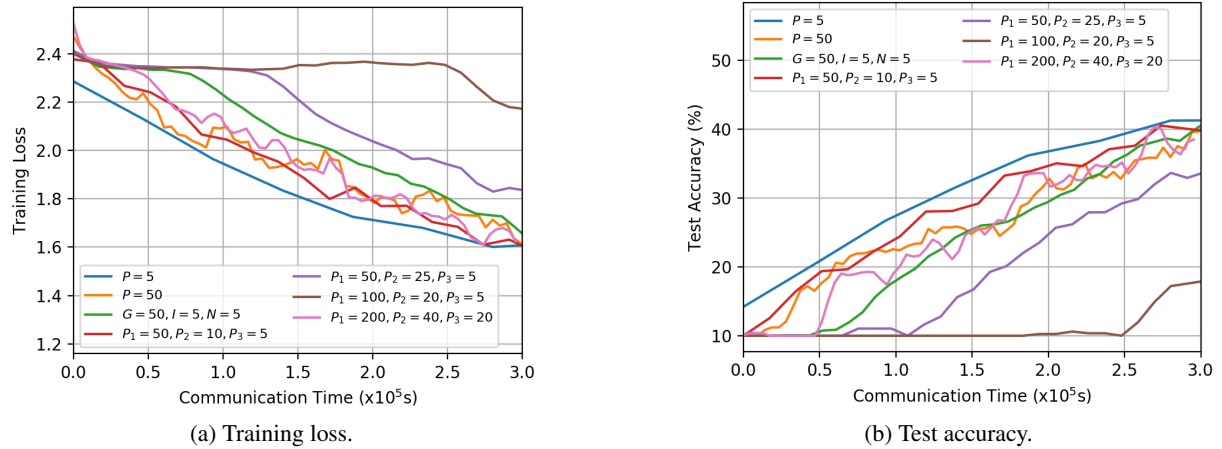 2.4
2.2
2.0
1.8
1.6
1.4
1.2
Training Loss
P = 5
P = 50
G = 50, I = 5, N = 5
P₁ = 50, P₂ = 10, P₃ = 5
P₁ = 50, P₂ = 25, P₃ = 5
P₁ = 100, P₂ = 20, P₃ = 5
P₁ = 200, P₂ = 40, P₃ = 20
0.0 0.5 1.0 1.5 2.0 2.5 3.0
Communication Time (x10⁵s)
(a) Training loss.
50
40
30
20
10
Test Accuracy (%)
P = 5
P = 50
G = 50, I = 5, N = 5
P₁ = 50, P₂ = 10, P₃ = 5
P₁ = 50, P₂ = 25, P₃ = 5
P₁ = 100, P₂ = 20, P₃ = 5
P₁ = 200, P₂ = 40, P₃ = 20
0.0 0.5 1.0 1.5 2.0 2.5 3.0
Communication Time (x10⁵s)
(b) Test accuracy.